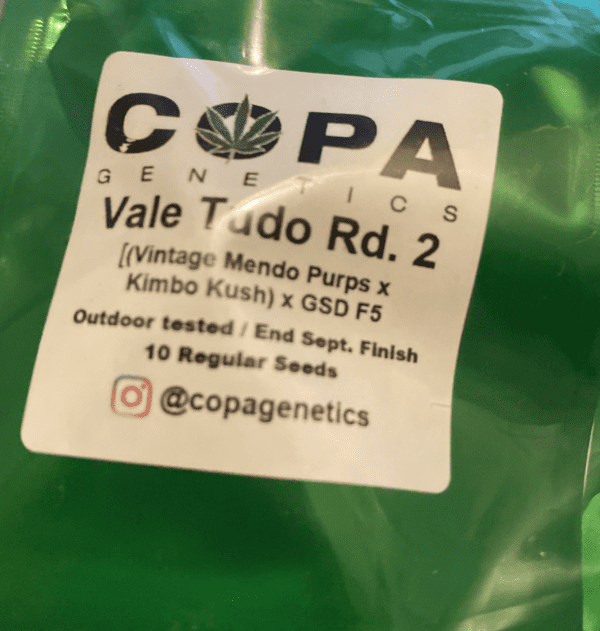 COPA
GENETICS
Vale Tudo Rd. 2
[(Vintage Mendo Purps x
Kimbo Kush) x GSD F5
Outdoor tested / End Sept. Finish
10 Regular Seeds
@copagenetics